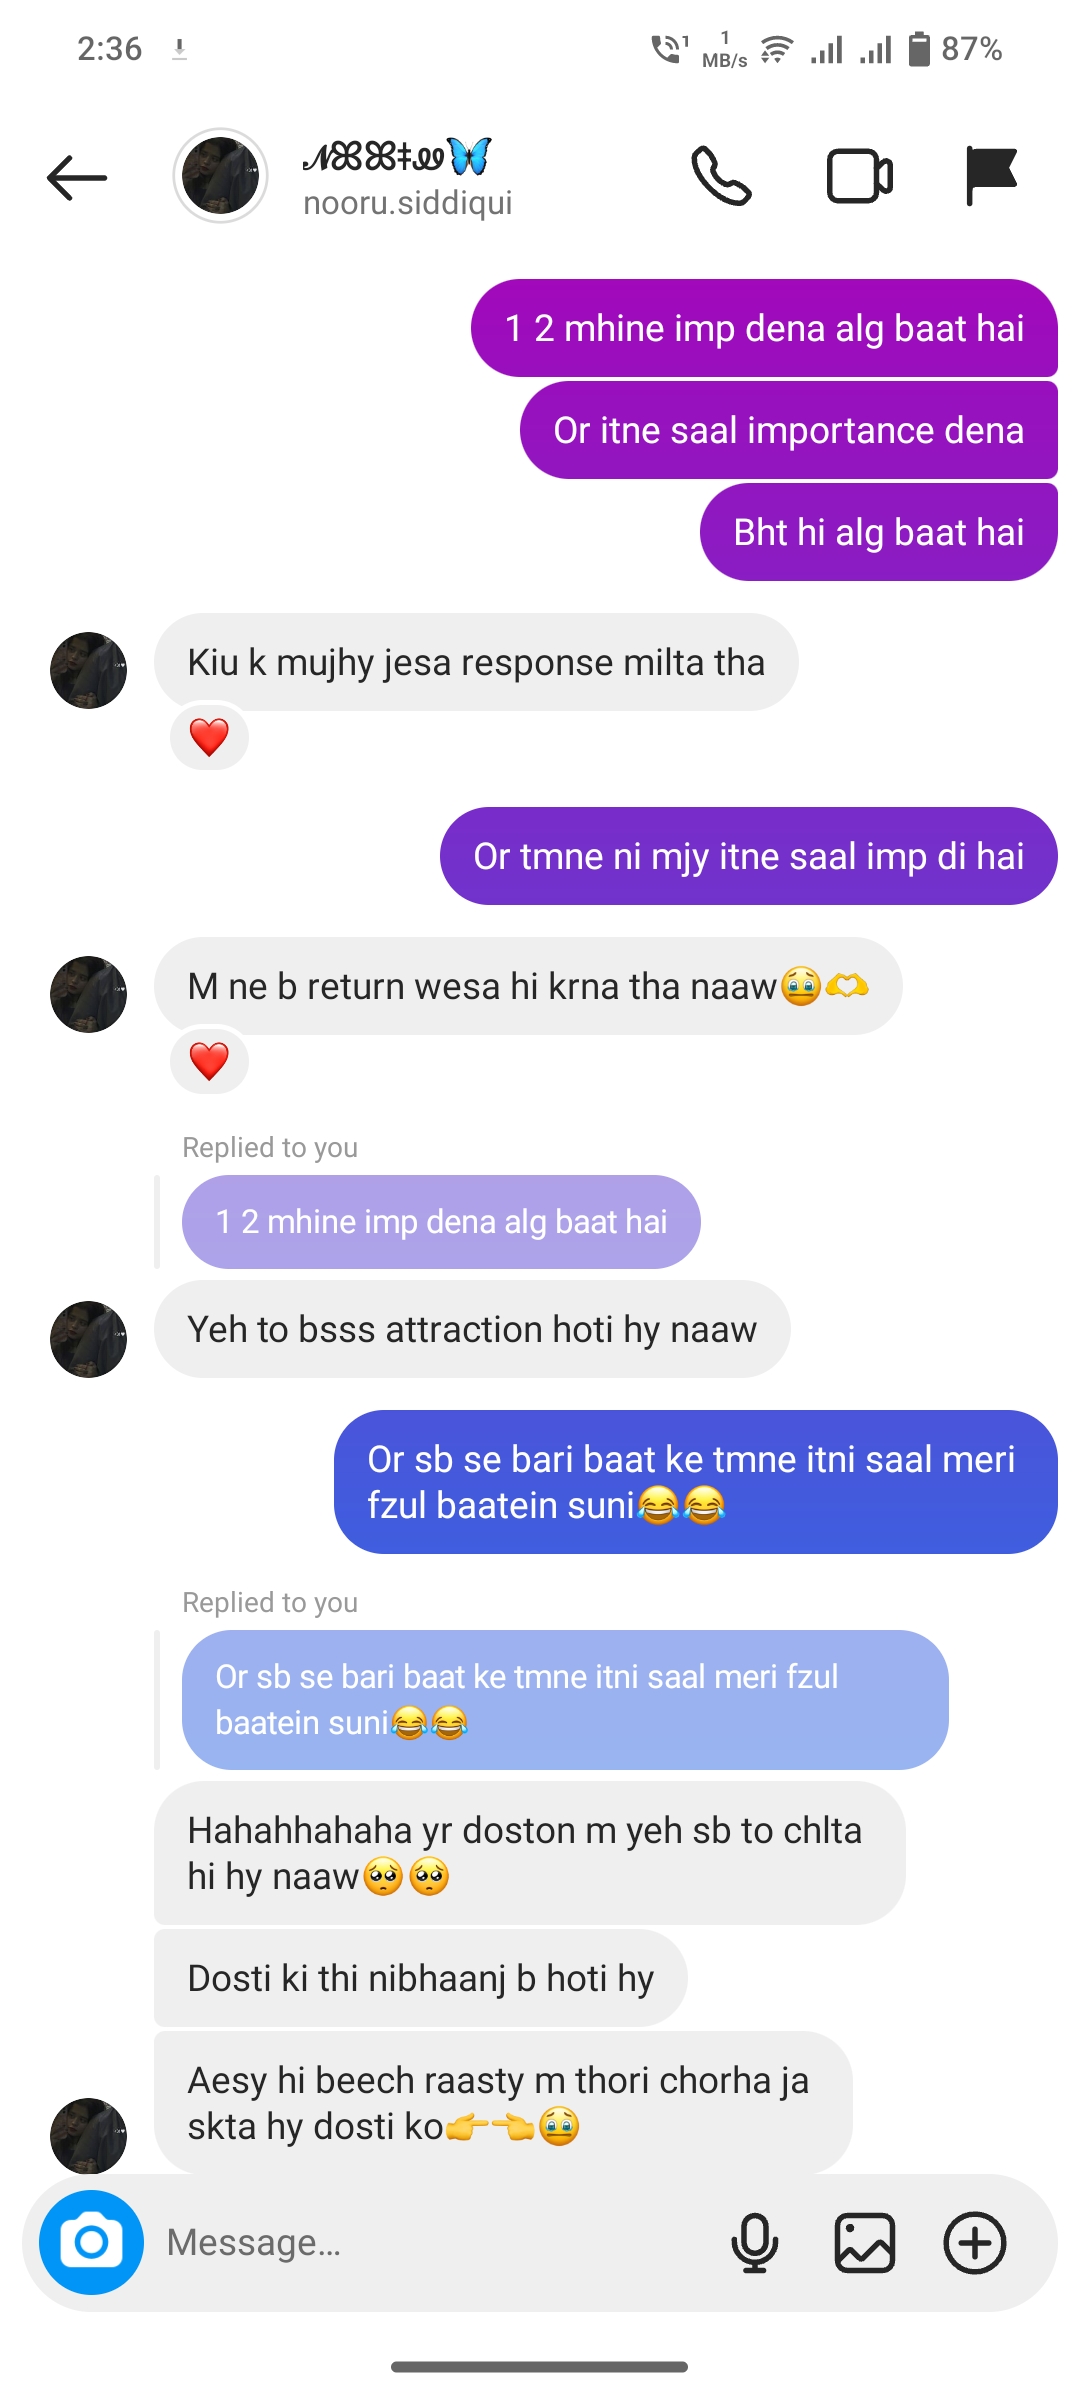 2:36
1
1
MB/s
87%
nooru.siddiqui
1 2 mhine imp dena alg baat hai
Or itne saal importance dena
Bht hi alg baat hai
Kiu k mujhy jesa response milta tha
❤️
Or tmne ni mjy itne saal imp di hai
M ne b return wesa hi krna tha naaw🥹🫶
❤️
Replied to you
1 2 mhine imp dena alg baat hai
Yeh to bsss attraction hoti hy naaw
Or sb se bari baat ke tmne itni saal meri
fzul baatein suni😂😂
Replied to you
Or sb se bari baat ke tmne itni saal meri fzul
baatein suni😂😂
Hahahhahaha yr doston m yeh sb to chlta
hi hy naaw🥺🥺
Dosti ki thi nibhaanj b hoti hy
Aesy hi beech raasty m thori chorha ja
skta hy dosti ko👉👈🥹
Message...